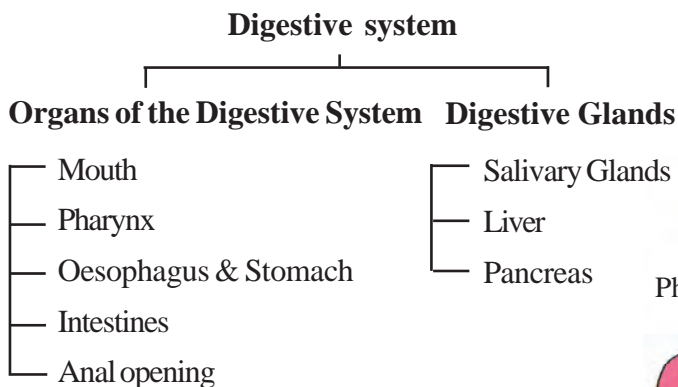 Digestive system
Organs of the Digestive System Digestive Glands
Mouth
Pharynx
Oesophagus & Stomach
Intestines
Anal opening
Salivary Glands
Liver
Pancreas